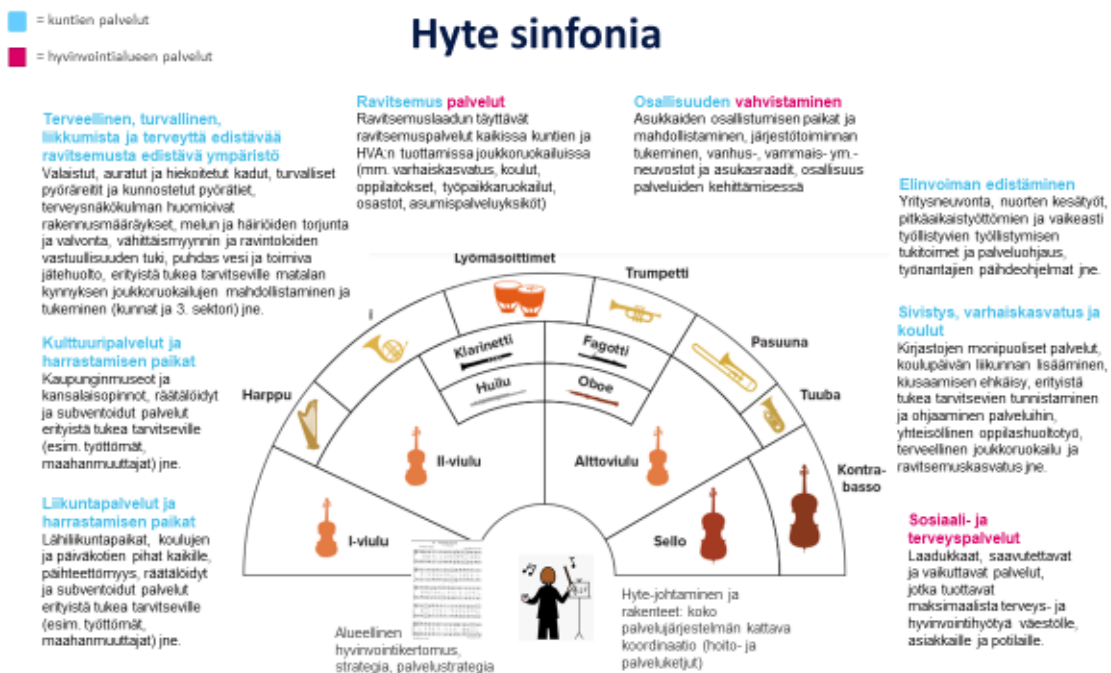 = kuntien palvelut
= hyvinvointialueen palvelut
Hyte sinfonia
Terveellinen, turvallinen,
liikkumista ja terveyttä edistävää
ravitsemusta edistävä ympäristö
Valaistut, auratut ja hiekoitetut kadut, turvalliset
pyöräreitit ja kunnostetut pyörätiet,
terveysnäkökulman huomioivat
rakennusmääräykset, melun ja häiriöiden torjunta
ja valvonta, vähittäismyynnin ja ravintoloiden
vastuullisuuden tuki, puhdas vesi ja toimiva
jätehuolto, erityistä tukea tarvitseville matalan
kynnyksen joukkoruokailujen mahdollistaminen ja
tukeminen (kunnat ja 3. sektori) jne.
Kulttuuripalvelut ja
harrastamisen paikat
Kaupunginmuseot ja
kansalaisopinnot, räätälöidyt
ja subventoidut palvelut
erityistä tukea tarvitseville
(esim. työttömät,
maahanmuuttajat) jne.
Liikuntapalvelut ja
harrastamisen paikat
Lähiliikuntapaikat, koulujen
ja päiväkotien pihat kaikille,
päihteettömyys, räätälöidyt
ja subventoidut palvelut
erityistä tukea tarvitseville
(esim. työttömät,
maahanmuuttajat) jne.
Ravitsemus palvelut
Ravitsemuslaadun täyttävät
ravitsemuspalvelut kaikissa kuntien ja
HVA:n tuottamissa joukkoruokailuissa
(mm. varhaiskasvatus, koulut,
oppilaitokset, työpaikkaruokailut,
osastot, asumispalveluyksiköt)
Osallisuuden vahvistaminen
Asukkaiden osallistumisen paikat ja
mahdollistaminen, järjestötoiminnan
tukeminen, vanhus-, vammais- ym.-
neuvostot ja asukasraadit, osallisuus
palveluiden kehittämisessä
Elinvoiman edistäminen
Yritysneuvonta, nuorten kesätyöt,
pitkäaikaistyöttömien ja vaikeasti
työllistyvien työllistymisen
tukitoimet ja palveluohjaus,
työnantajien päihdeohjelmat jne.
Sivistys, varhaiskasvatus ja
koulut
Kirjastojen monipuoliset palvelut,
koulupäivän liikunnan lisääminen,
kiusaamisen ehkäisy, erityistä
tukea tarvitsevien tunnistaminen
ja ohjaaminen palveluihin,
yhteisöllinen oppilashuoltotyö,
terveellinen joukkoruokailu ja
ravitsemuskasvatus jne.
Sosiaali- ja
terveyspalvelut
Laadukkaat, saavutettavat
ja vaikuttavat palvelut,
jotka tuottavat
maksimaalista terveys- ja
hyvinvointihyötyä väestölle,
asiakkaille ja potilaille.
Lyömäsoittimet
Trumpetti
i
Klarinetti
Fagotti
Pasuuna
Harppu
Huilu
Oboe
Tuuba
II-viulu
Alttoviulu
Kontra-
basso
I-viulu
Sello
Alueellinen
hyvinvointikertomus,
strategia, palvelustrategia
Hyte-johtaminen ja
rakenteet: koko
palvelujärjestelmän kattava
koordinaatio (hoito- ja
palveluketjut)